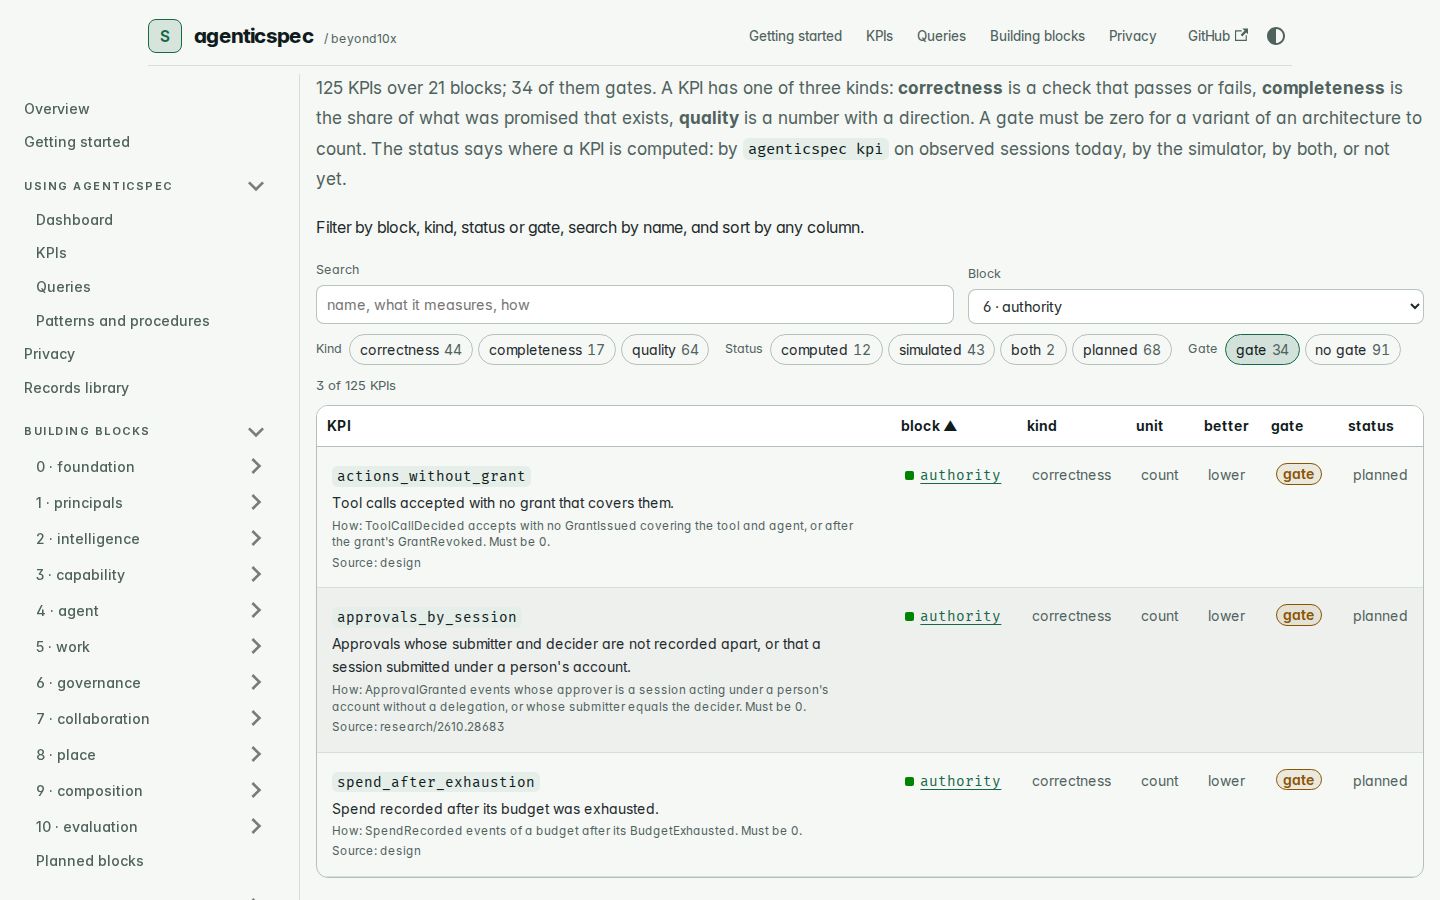 S agenticspec / beyond10x Getting started KPIs Queries Building blocks Privacy GitHub
Overview
Getting started
USING AGENTICSPEC
Dashboard
KPIs
Queries
Patterns and procedures
Privacy
Records library
BUILDING BLOCKS
0 · foundation
1 · principals
2 · intelligence
3 · capability
4 · agent
5 · work
6 · governance
7 · collaboration
8 · place
9 · composition
10 · evaluation
Planned blocks
125 KPIs over 21 blocks; 34 of them gates. A KPI has one of three kinds: correctness is a check that passes or fails, completeness is
the share of what was promised that exists, quality is a number with a direction. A gate must be zero for a variant of an architecture to
count. The status says where a KPI is computed: by agenticspec kpi on observed sessions today, by the simulator, by both, or not
yet.
Filter by block, kind, status or gate, search by name, and sort by any column.
Search
name, what it measures, how
Block
6 · authority
Kind correctness 44 completeness 17 quality 64 Status computed 12 simulated 43 both 2 planned 68 Gate gate 34 no gate 91
3 of 125 KPIs
KPI block ▲ kind unit better gate status
actions_without_grant authority correctness count lower gate planned
Tool calls accepted with no grant that covers them.
How: ToolCallDecided accepts with no GrantIssued covering the tool and agent, or after
the grant's GrantRevoked. Must be 0.
Source: design
approvals_by_session authority correctness count lower gate planned
Approvals whose submitter and decider are not recorded apart, or that a
session submitted under a person's account.
How: ApprovalGranted events whose approver is a session acting under a person's
account without a delegation, or whose submitter equals the decider. Must be 0.
Source: research/2610.28683
spend_after_exhaustion authority correctness count lower gate planned
Spend recorded after its budget was exhausted.
How: SpendRecorded events of a budget after its BudgetExhausted. Must be 0.
Source: design